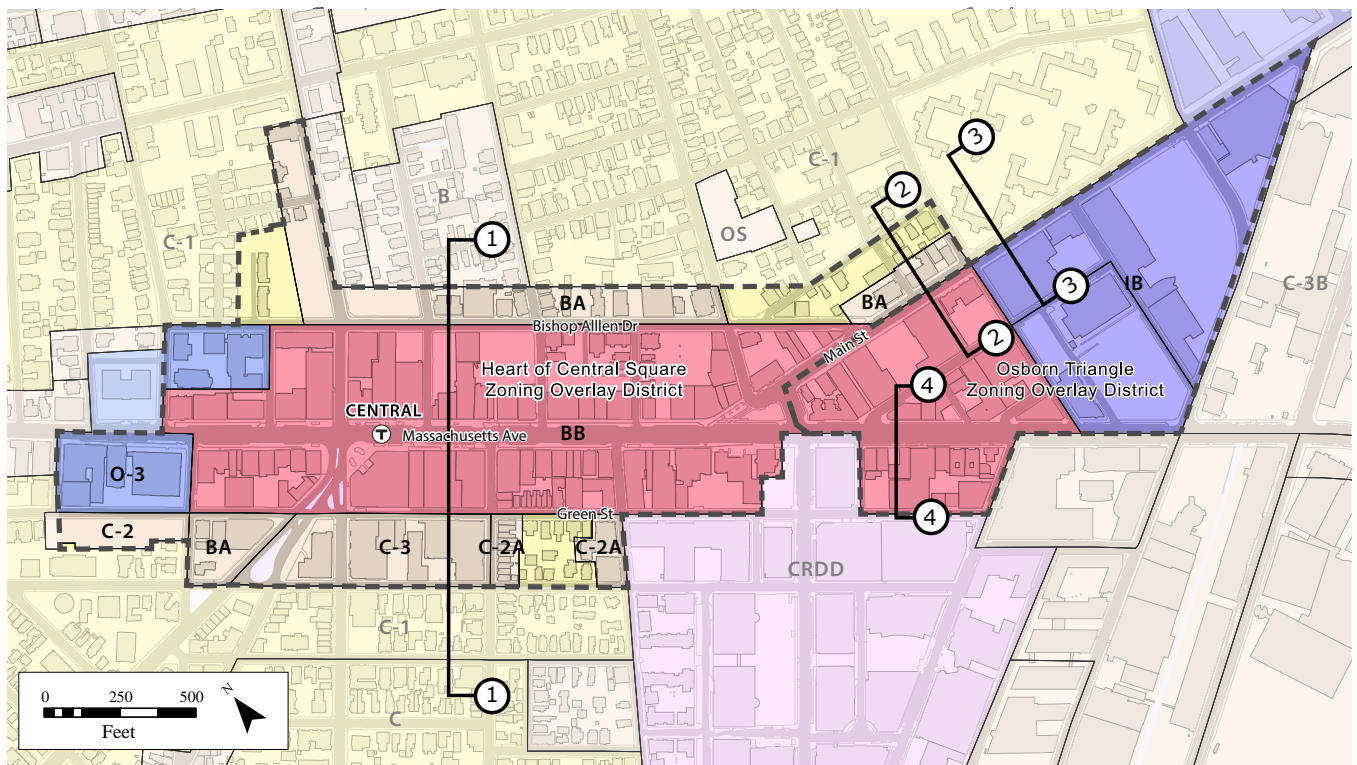 3
C-1
2
B
C-1
OS
1
3
IB
C-3B
BA
BA
Bishop Alllen Dr
2
Main St
Heart of Central Square
Zoning Overlay District
Osborn Triangle
Zoning Overlay District
4
CENTRAL
T
Massachusetts Ave
BB
O-3
Green St
4
C-2
BA
C-3
C-2A
C-2A
CRDD
C-1
1
C
0
250
500
N
Feet